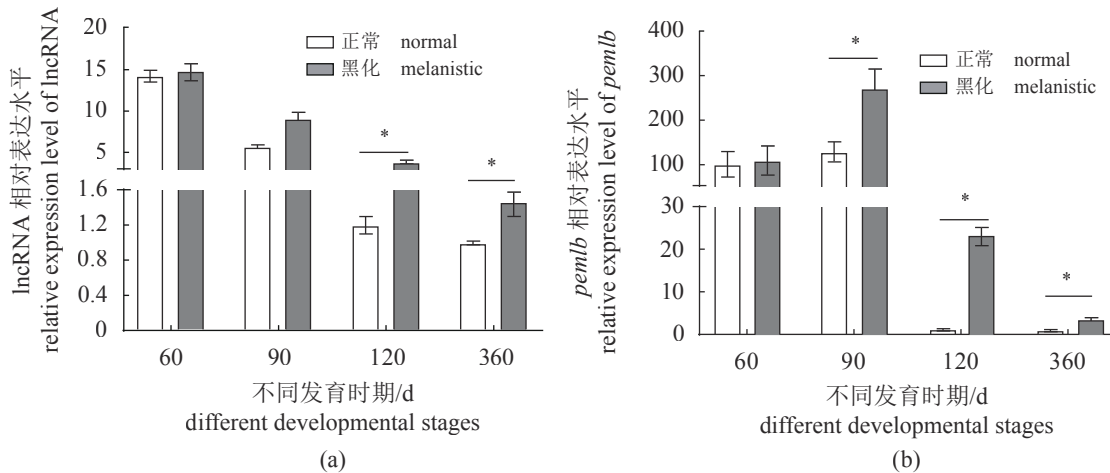 lncRNA 相对表达水平
relative expression level of lncRNA
20
15
10
5
1.6
1.2
0.8
0.4
0
正常 normal
黑化 melanistic
*
*
60 90 120 360
不同发育时期/d
different developmental stages
(a)
pemlb 相对表达水平
relative expression level of pemlb
400
300
200
100
30
20
10
0
正常 normal
黑化 melanistic
*
*
*
60 90 120 360
不同发育时期/d
different developmental stages
(b)